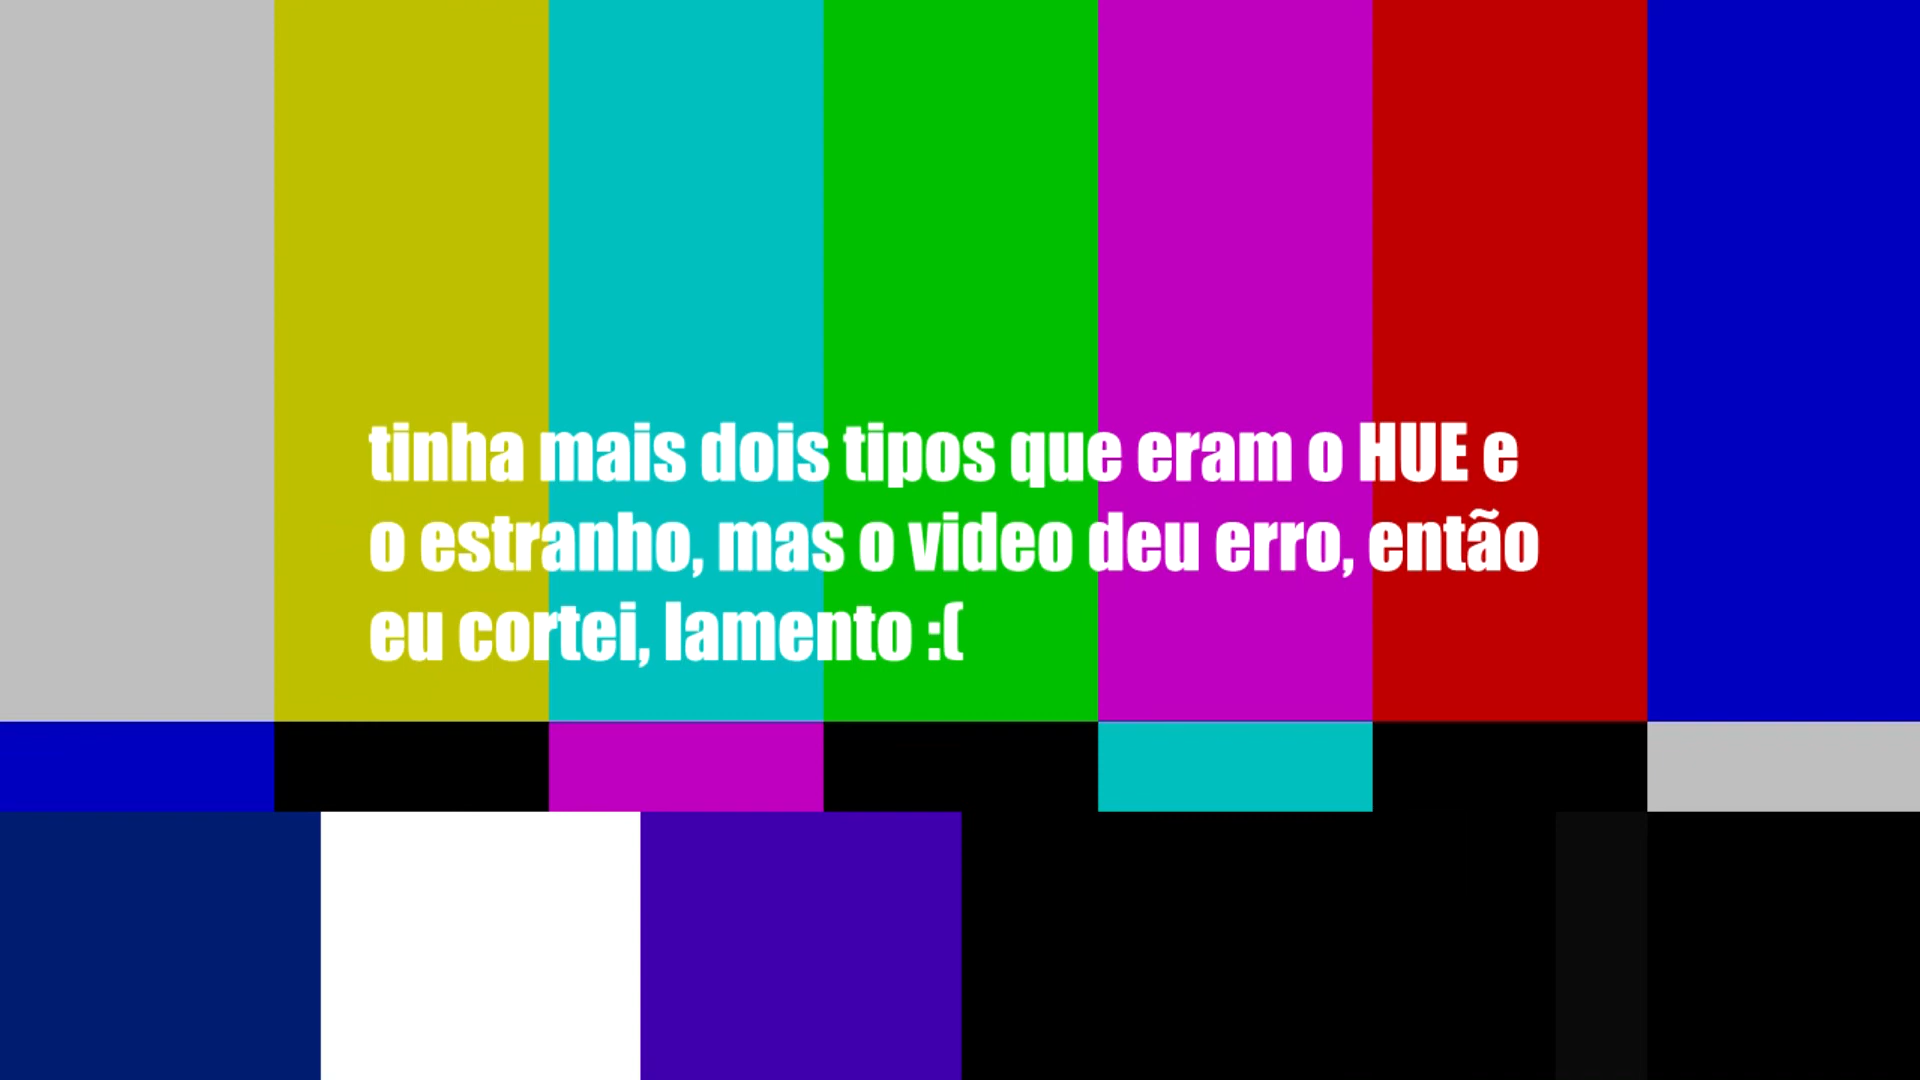 tinha mais dois tipos que eram o HUE e
o estranho, mas o video deu erro, então
eu cortei, lamento :(